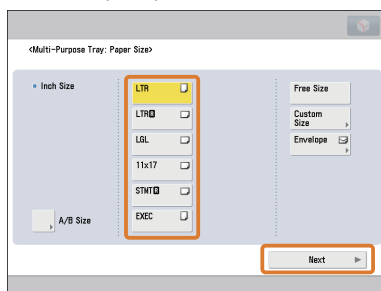 <Multi-Purpose Tray: Paper Size>
Inch Size
LTR
LTRR
LGL
11x17
STMTR
EXEC
A/B Size
Free Size
Custom
Size
Envelope
Next